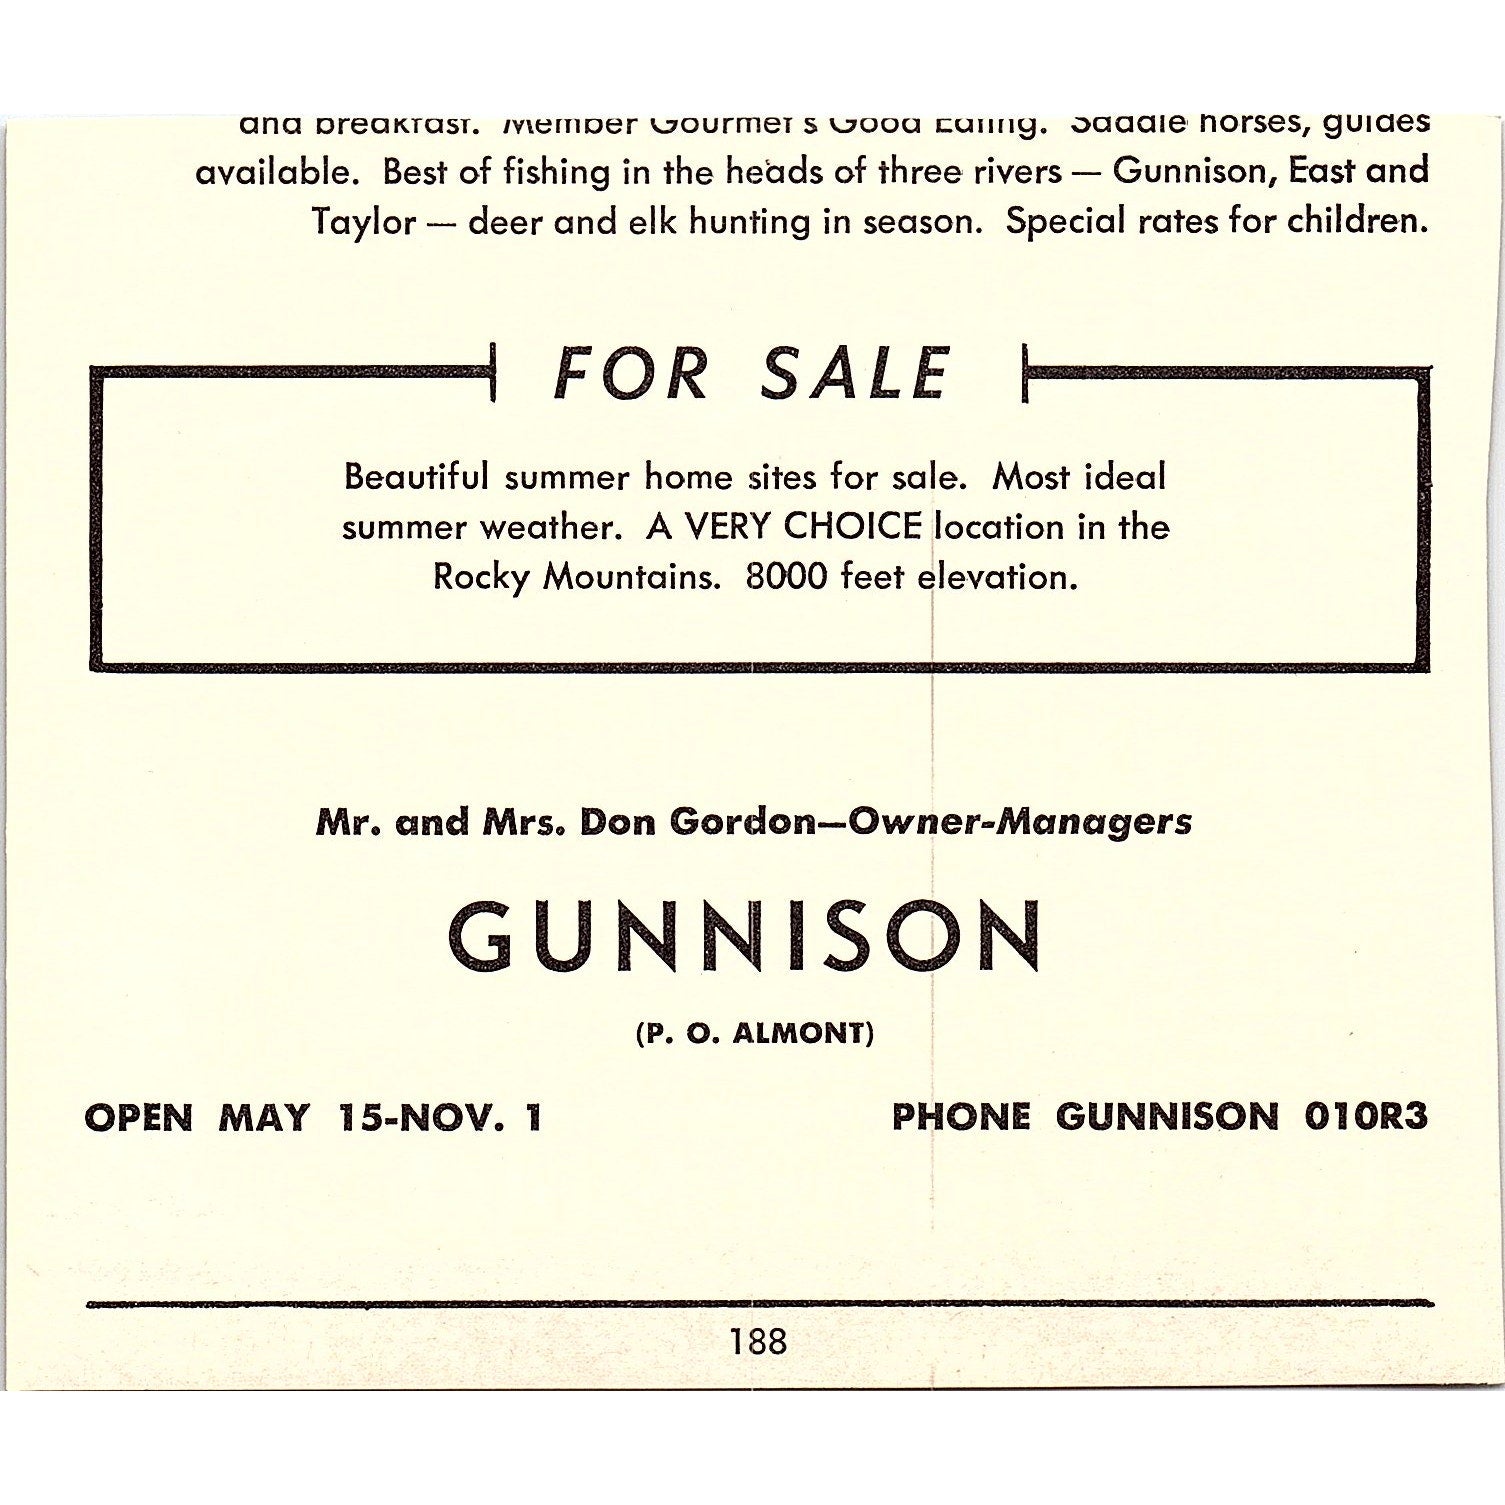 and breakfast. Member Gourmet's Good Eating. Saddle horses, guides
available. Best of fishing in the heads of three rivers — Gunnison, East and
Taylor — deer and elk hunting in season. Special rates for children.
FOR SALE
Beautiful summer home sites for sale. Most ideal
summer weather. A VERY CHOICE location in the
Rocky Mountains. 8000 feet elevation.
Mr. and Mrs. Don Gordon—Owner-Managers
GUNNISON
(P. O. ALMONT)
OPEN MAY 15-NOV. 1 PHONE GUNNISON 010R3
188